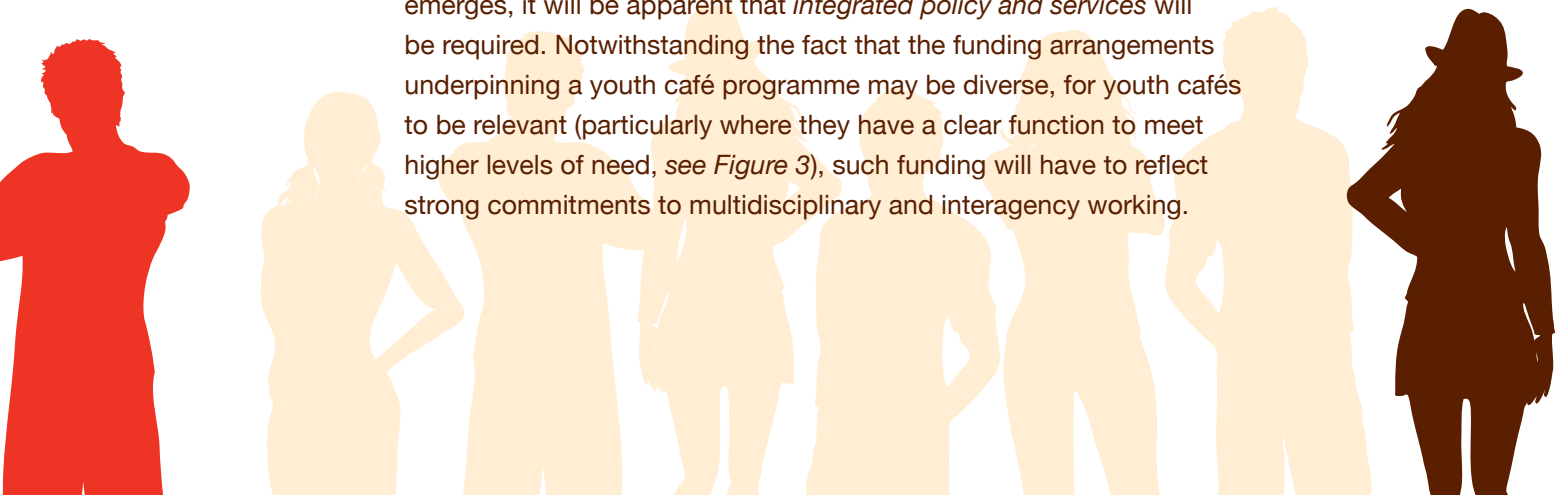 emerges, it will be apparent that integrated policy and services will
be required. Notwithstanding the fact that the funding arrangements
underpinning a youth café programme may be diverse, for youth cafés
to be relevant (particularly where they have a clear function to meet
higher levels of need, see Figure 3), such funding will have to reflect
strong commitments to multidisciplinary and interagency working.